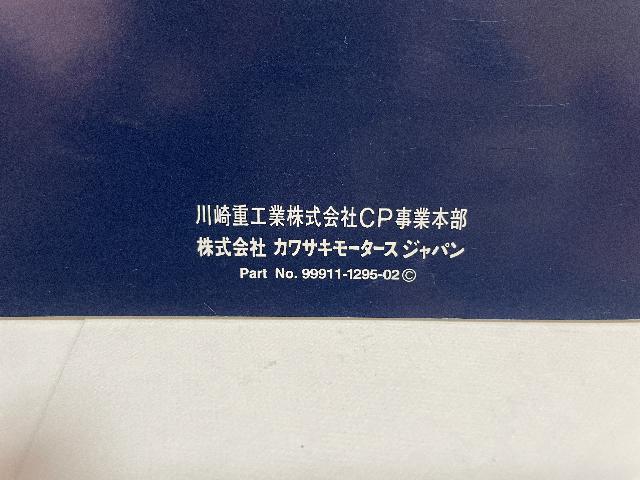 川崎重工業株式会社CP事業本部
株式会社 カワサキモータース ジャパン
Part No. 99911-1295-02©